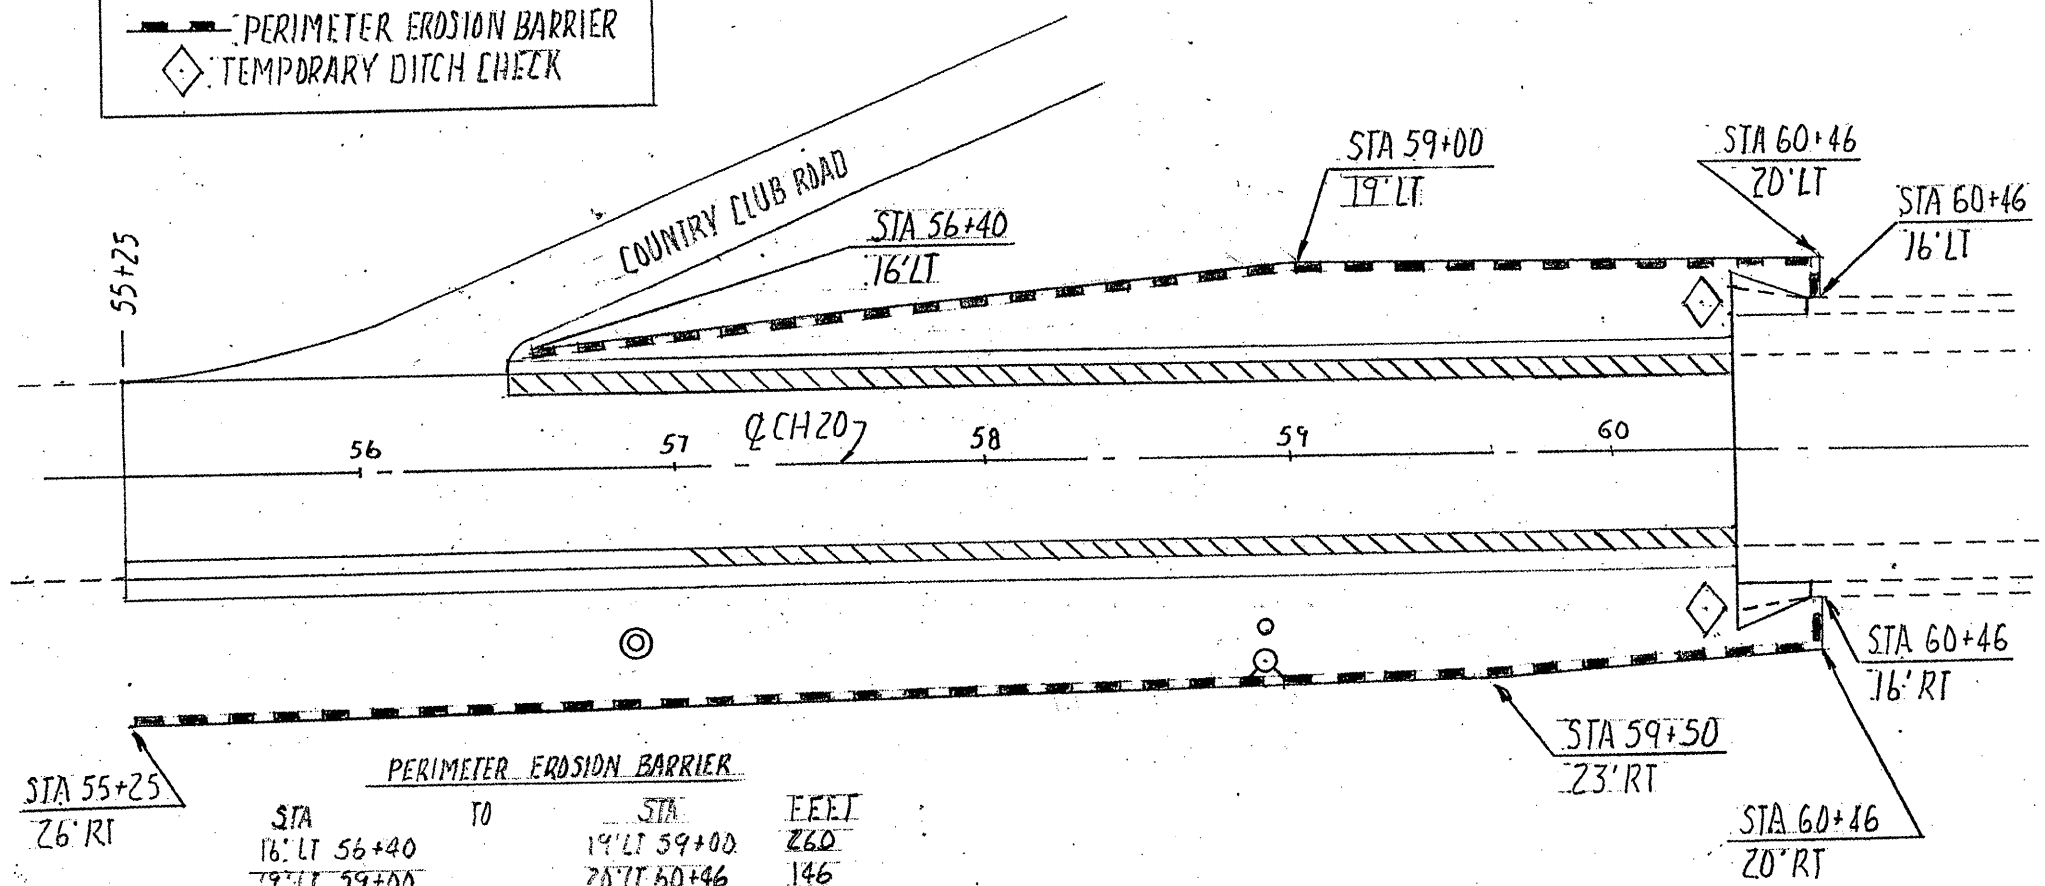 PERIMETER EROSION BARRIER
TEMPORARY DITCH CHECK
COUNTRY CLUB ROAD
55+25
STA 56+40
16' LT
STA 59+00
19' LT
STA 60+46
20' LT
STA 60+46
16' LT
56
57
℄ CH 20
58
59
60
STA 60+46
16' RT
STA 59+50
23' RT
STA 60+46
20' RT
STA 55+25
26' RT
PERIMETER EROSION BARRIER
STA TO STA FEET
16' LT 56+40 19' LT 59+00 260
19' LT 59+00 20' LT 60+46 146